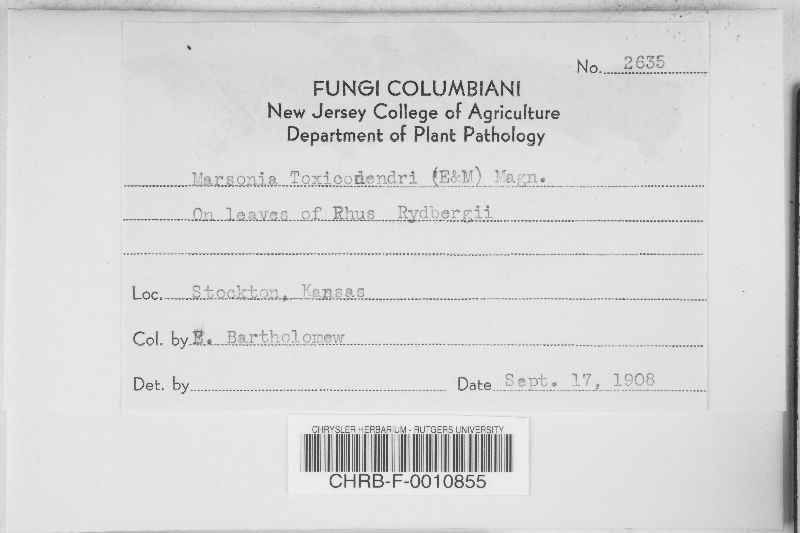 No. 2635
FUNGI COLUMBIANI
New Jersey College of Agriculture
Department of Plant Pathology
Marsonia Toxicodendri (E&M) Magn.
On leaves of Rhus Rydbergii
Loc. Stockton, Kansas
Col. by E. Bartholomew
Det. by
Date Sept. 17, 1908
CHRYSLER HERBARIUM - RUTGERS UNIVERSITY
CHRB-F-0010855